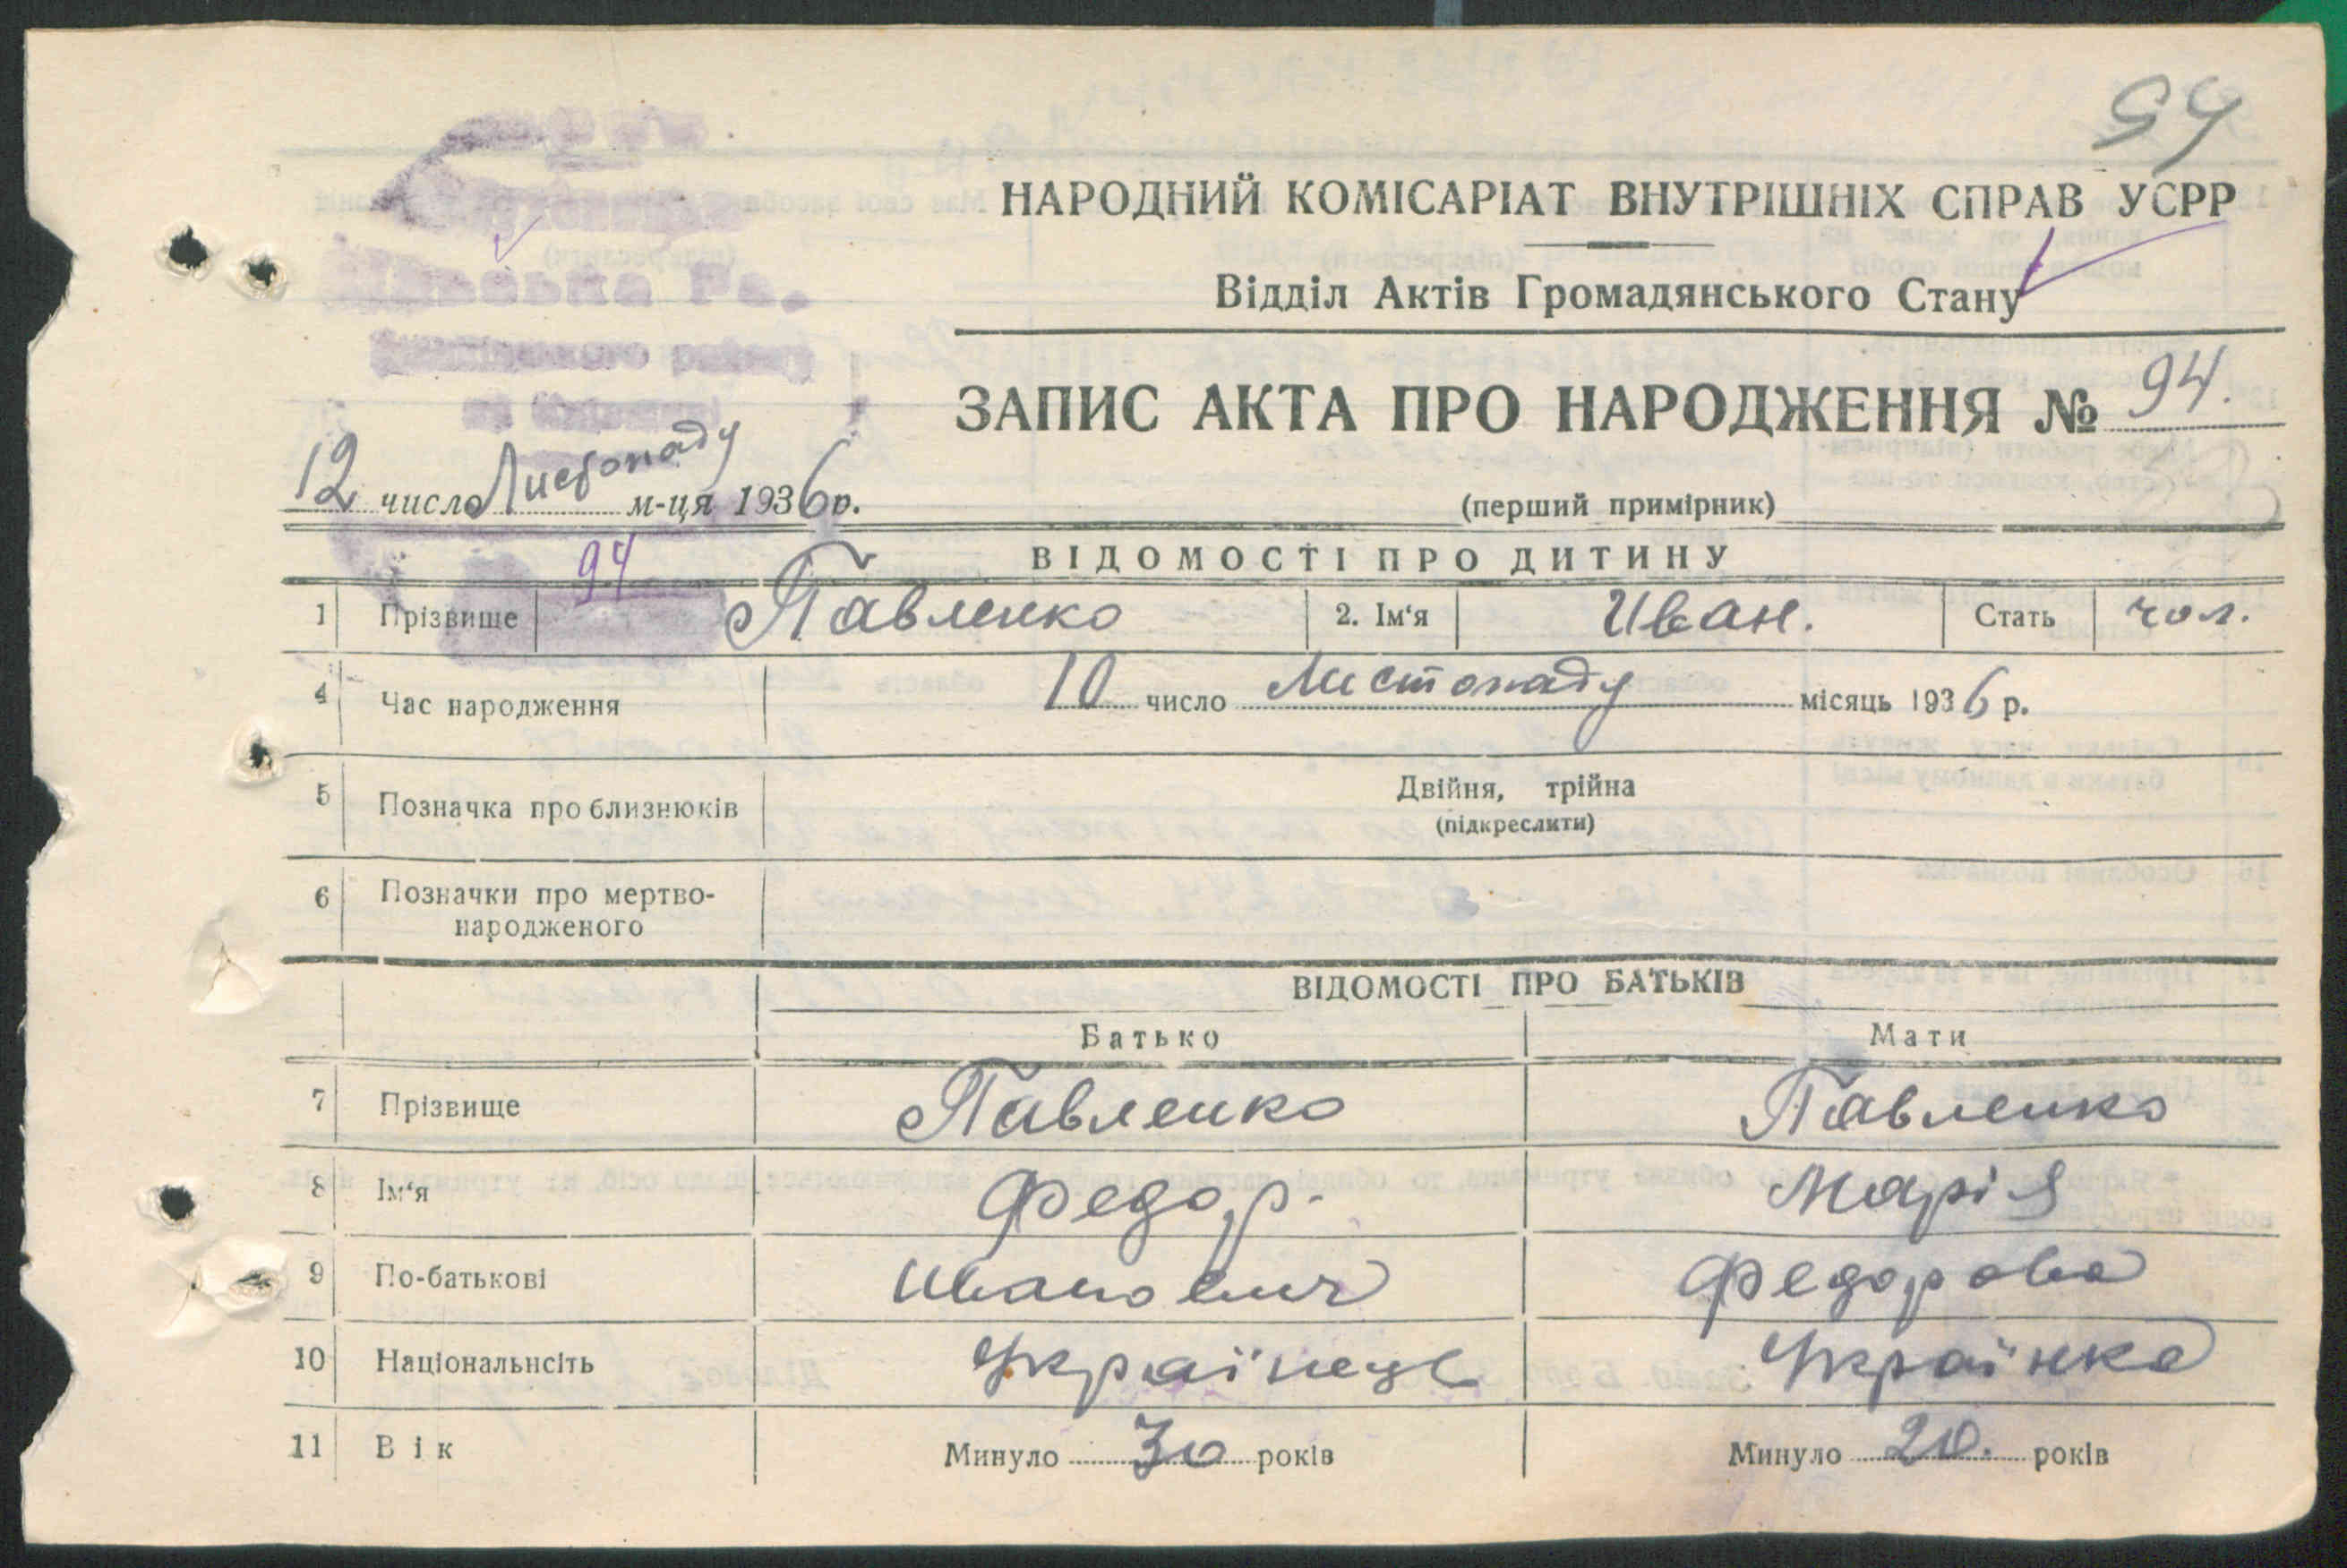 94
НАРОДНИЙ КОМІСАРІАТ ВНУТРІШНІХ СПРАВ УСРР
Відділ Актів Громадянського Стану
ЗАПИС АКТА ПРО НАРОДЖЕННЯ № 94.
12 число Листопаду м-ця 1936 р.
(перший примірник)
94
ВІДОМОСТІ ПРО ДИТИНУ
1 Прізвище Павленко 2. Ім'я Иван. Стать чол.
4 Час народження 10 число Листопаду місяць 1936 р.
5 Позначка про близнюків Двійня, трійна
(підкреслити)
6 Позначки про мертво-
народженого
ВІДОМОСТІ ПРО БАТЬКІВ
Батько Мати
7 Прізвище Павленко Павленко
8 Ім'я Федор. Марія
9 По-батькові Иванович Федорова
10 Національнсіть Українець Українка
11 Вік Минуло 30 років Минуло 20. років